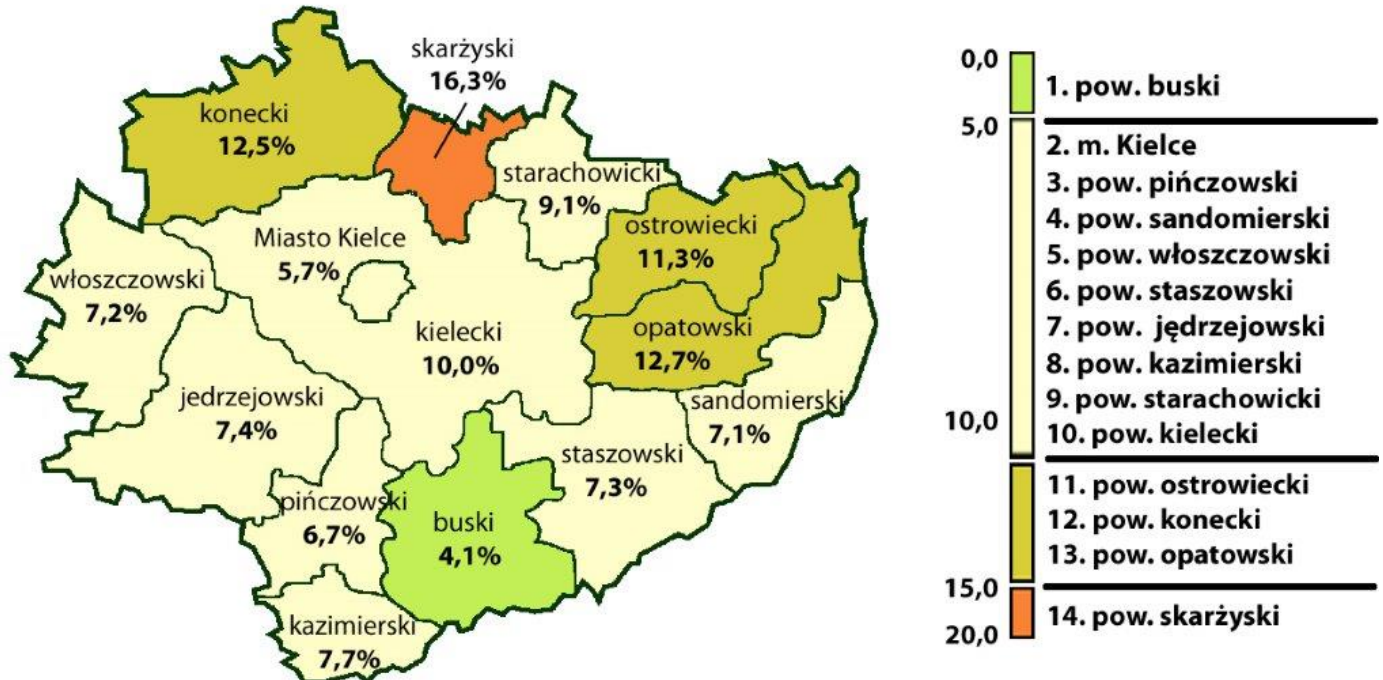 skarżyski
16,3%
konecki
12,5%
starachowicki
9,1%
ostrowiecki
11,3%
Miasto Kielce
5,7%
włoszczowski
7,2%
kielecki
10,0%
opatowski
12,7%
jedrzejowski
7,4%
sandomierski
7,1%
staszowski
7,3%
pińczowski
6,7%
buski
4,1%
kazimierski
7,7%
0,0
1. pow. buski
5,0
2. m. Kielce
3. pow. pińczowski
4. pow. sandomierski
5. pow. włoszczowski
6. pow. staszowski
7. pow. jędrzejowski
8. pow. kazimierski
9. pow. starachowicki
10,0
10. pow. kielecki
11. pow. ostrowiecki
12. pow. konecki
13. pow. opatowski
15,0
14. pow. skarżyski
20,0